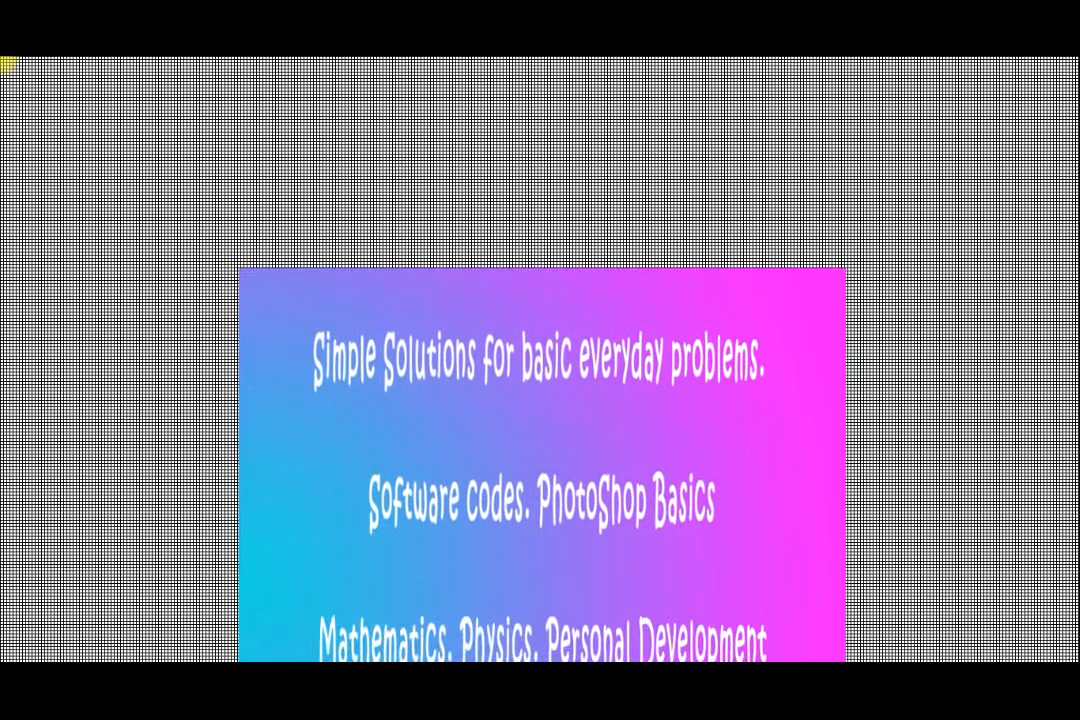 Simple Solutions for basic everyday problems.
Software codes. PhotoShop Basics
Mathematics. Physics. Personal Development